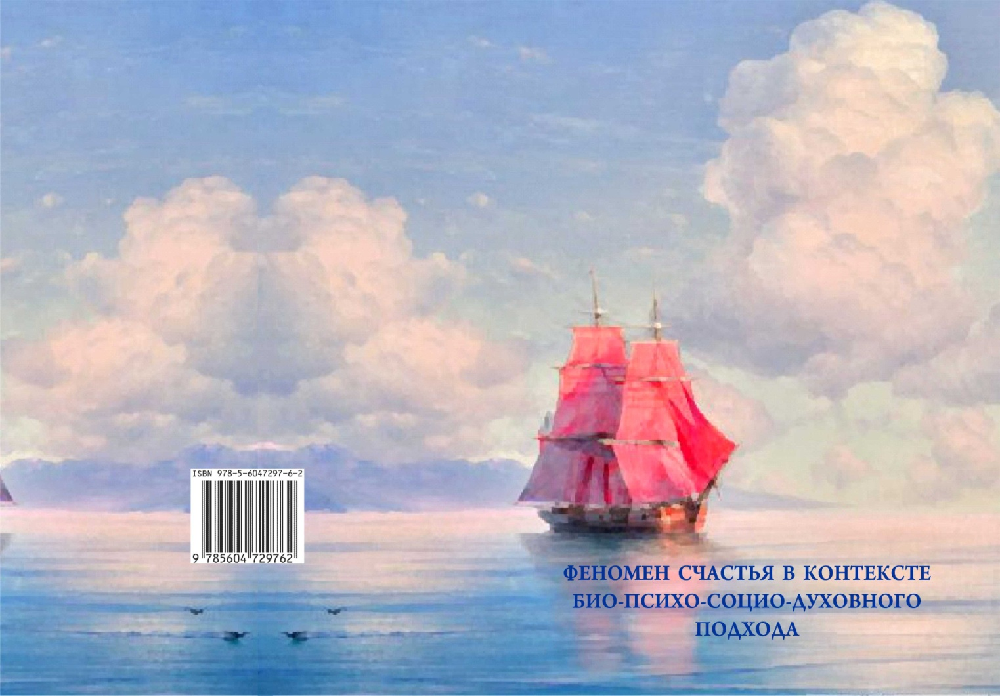 ISBN 978-5-6047297-6-2
9 785604 729762
ФЕНОМЕН СЧАСТЬЯ В КОНТЕКСТЕ
БИО-ПСИХО-СОЦИО-ДУХОВНОГО
ПОДХОДА